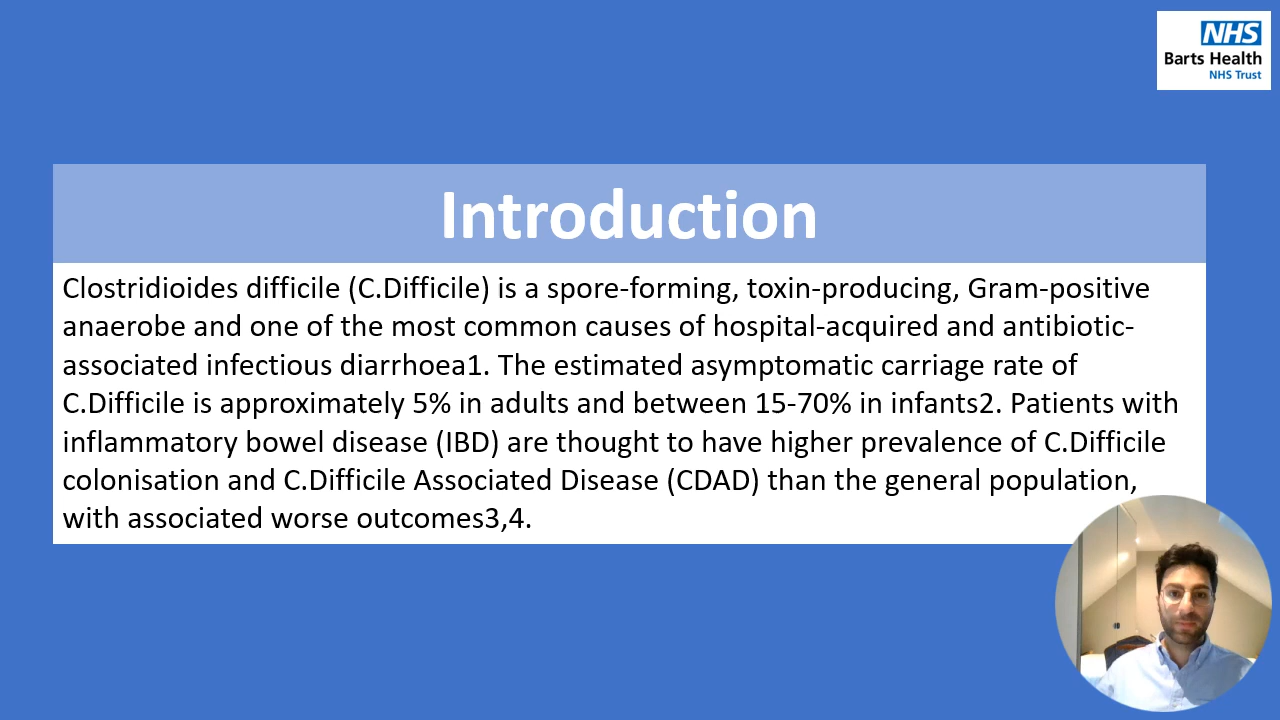 NHS
Barts Health
NHS Trust
Introduction
Clostridioides difficile (C.Difficile) is a spore-forming, toxin-producing, Gram-positive
anaerobe and one of the most common causes of hospital-acquired and antibiotic-
associated infectious diarrhoea1. The estimated asymptomatic carriage rate of
C.Difficile is approximately 5% in adults and between 15-70% in infants2. Patients with
inflammatory bowel disease (IBD) are thought to have higher prevalence of C.Difficile
colonisation and C.Difficile Associated Disease (CDAD) than the general population,
with associated worse outcomes3,4.